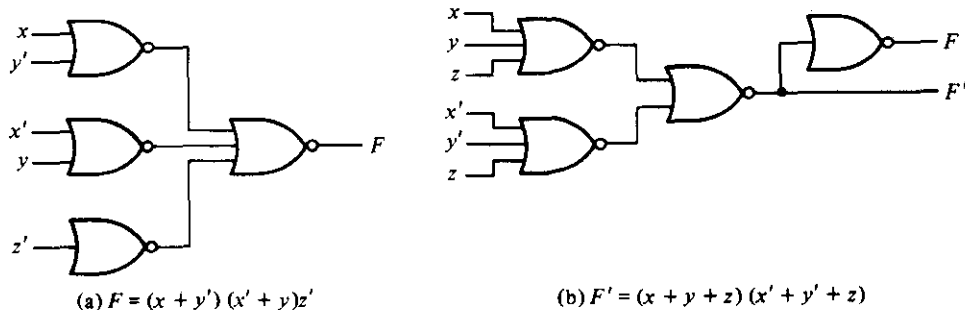 x
y'
x'
y
z'
F
(a) F = (x + y') (x' + y)z'
x
y
z
x'
y'
z
F
F'
(b) F' = (x + y + z) (x' + y' + z)